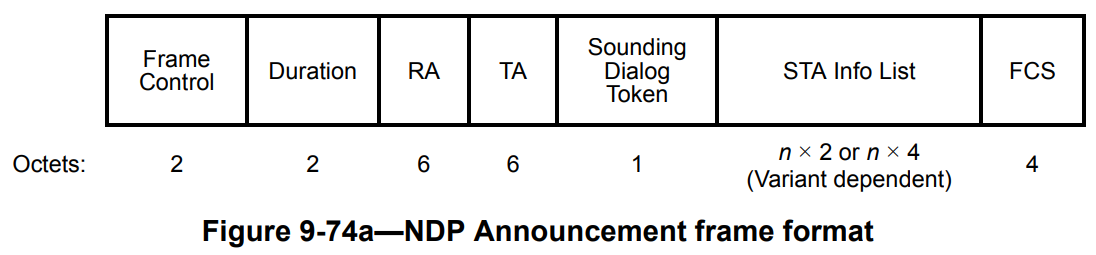 Frame
Control
Duration
RA
TA
Sounding
Dialog
Token
STA Info List
FCS
Octets:
2
2
6
6
1
n × 2 or n × 4
(Variant dependent)
4
Figure 9-74a—NDP Announcement frame format